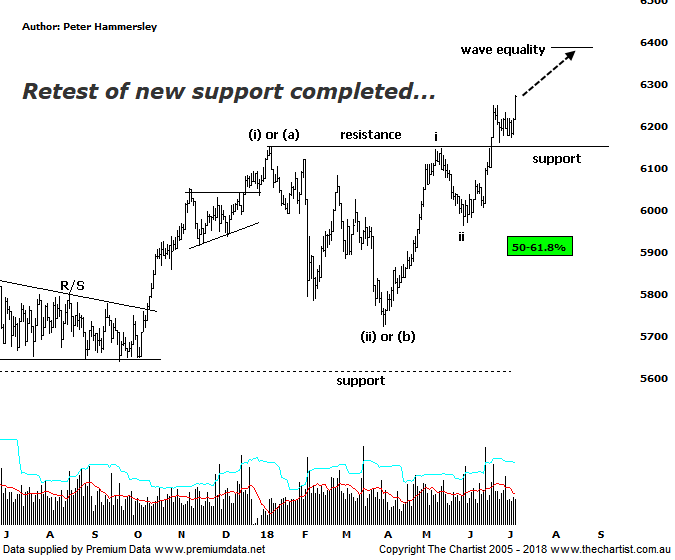 6500
Author: Peter Hammersley
6400
wave equality
6300
Retest of new support completed...
6200
(i) or (a)
resistance
i
support
6100
6000
ii
50-61.8%
5900
R/S
5800
5700
(ii) or (b)
5600
support
J A S O N D 18 F M A M J J A S
Data supplied by Premium Data www.premiumdata.net
Copyright The Chartist 2005 - 2018 www.thechartist.com.au